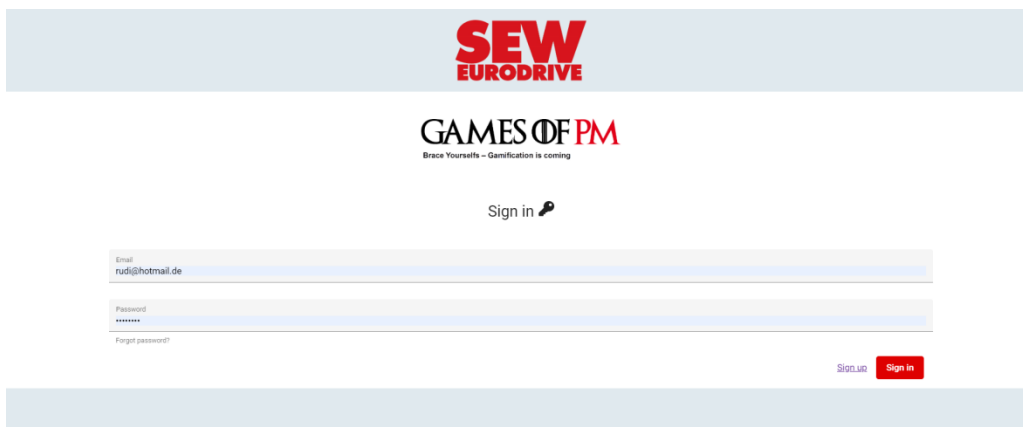 SEW
EURODRIVE
GAMES OF PM
Brace Yourselfs – Gamification is coming
Sign in
Email
rudi@hotmail.de
Password
••••••••
Forgot password?
Sign up Sign in